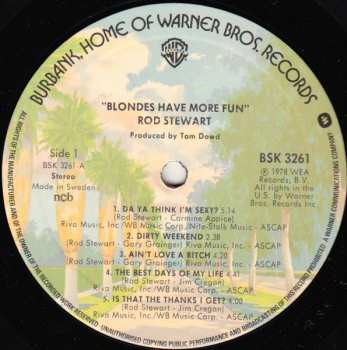 BURBANK, HOME OF WARNER BROS. RECORDS
"BLONDES HAVE MORE FUN"
ROD STEWART
Produced by Tom Dowd
Side 1
BSK 3261-A
Stereo
Made in Sweden
ncb
BSK 3261
℗ 1978 WEA
Records, B.V.
All rights in the
U.S. by Warner
Bros. Records Inc
1. DA YA THINK I'M SEXY? 5.14
(Rod Stewart - Carmine Appice)
Riva Music, Inc/WB Music Corp./Nite-Stalk Music - ASCAP
2. DIRTY WEEKEND 2.38
Rod Stewart - Gary Grainger) Riva Music, Inc. - ASCAP
3. AIN'T LOVE A BITCH 4.20
(Rod Stewart - Gary Grainger) Riva Music, Inc. - ASCAP
4. THE BEST DAYS OF MY LIFE 4.41
(Rod Stewart - Jim Cregan)
Riva Music, Inc./WB Music Corp. - ASCAP
5. IS THAT THE THANKS I GET? 4:00
(Rod Stewart - Jim Cregan)
Riva Music, Inc./WB Music Corp. - ASCAP
ALL RIGHTS OF THE MANUFACTURER AND OF THE OWNER OF THE RECORDED WORK RESERVED. UNAUTHORISED COPYING PUBLIC PERFORMANCE AND BROADCASTING OF THIS RECORD PROHIBITED. A WARNER COMMUNICATIONS COMPANY